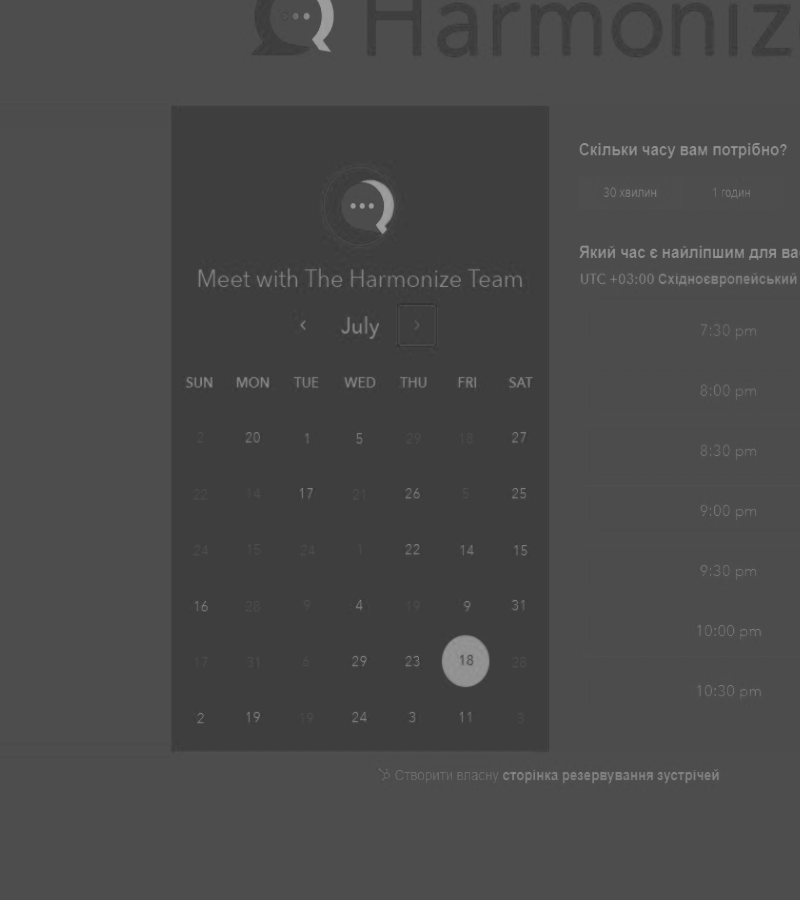 Harmoniz
Meet with The Harmonize Team
July
SUN MON TUE WED THU FRI SAT
2 20 1 5 29 18 27
22 14 17 21 26 5 25
24 15 24 1 22 14 15
16 28 9 4 19 9 31
17 31 6 29 23 18 28
2 19 19 24 3 11 3
Скільки часу вам потрібно?
30 хвилин 1 годин
Який час є найліпшим для ва
UTC +03:00 Східноєвропейський
7:30 pm
8:00 pm
8:30 pm
9:00 pm
9:30 pm
10:00 pm
10:30 pm
Створити власну сторінка резервування зустрічей